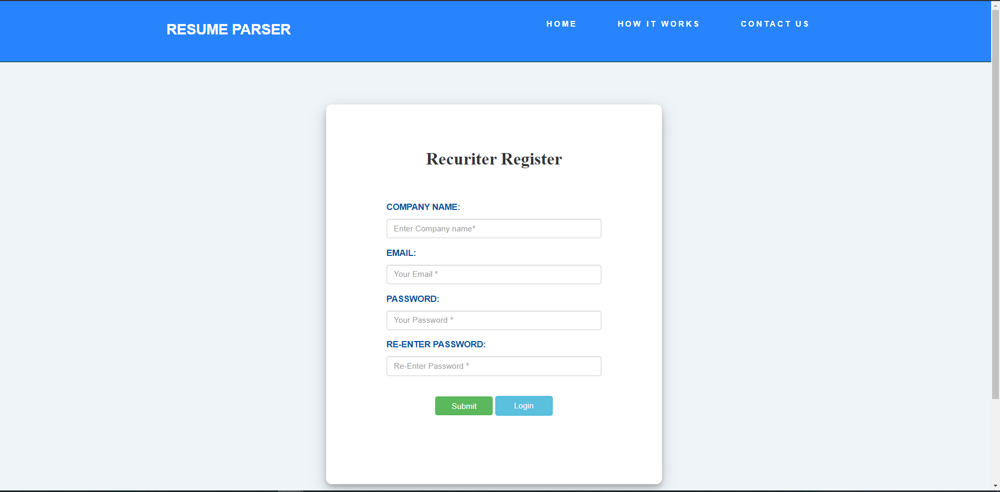 RESUME PARSER
HOME HOW IT WORKS CONTACT US
Recuriter Register
COMPANY NAME:
Enter Company name*
EMAIL:
Your Email *
PASSWORD:
Your Password *
RE-ENTER PASSWORD:
Re-Enter Password *
Submit Login